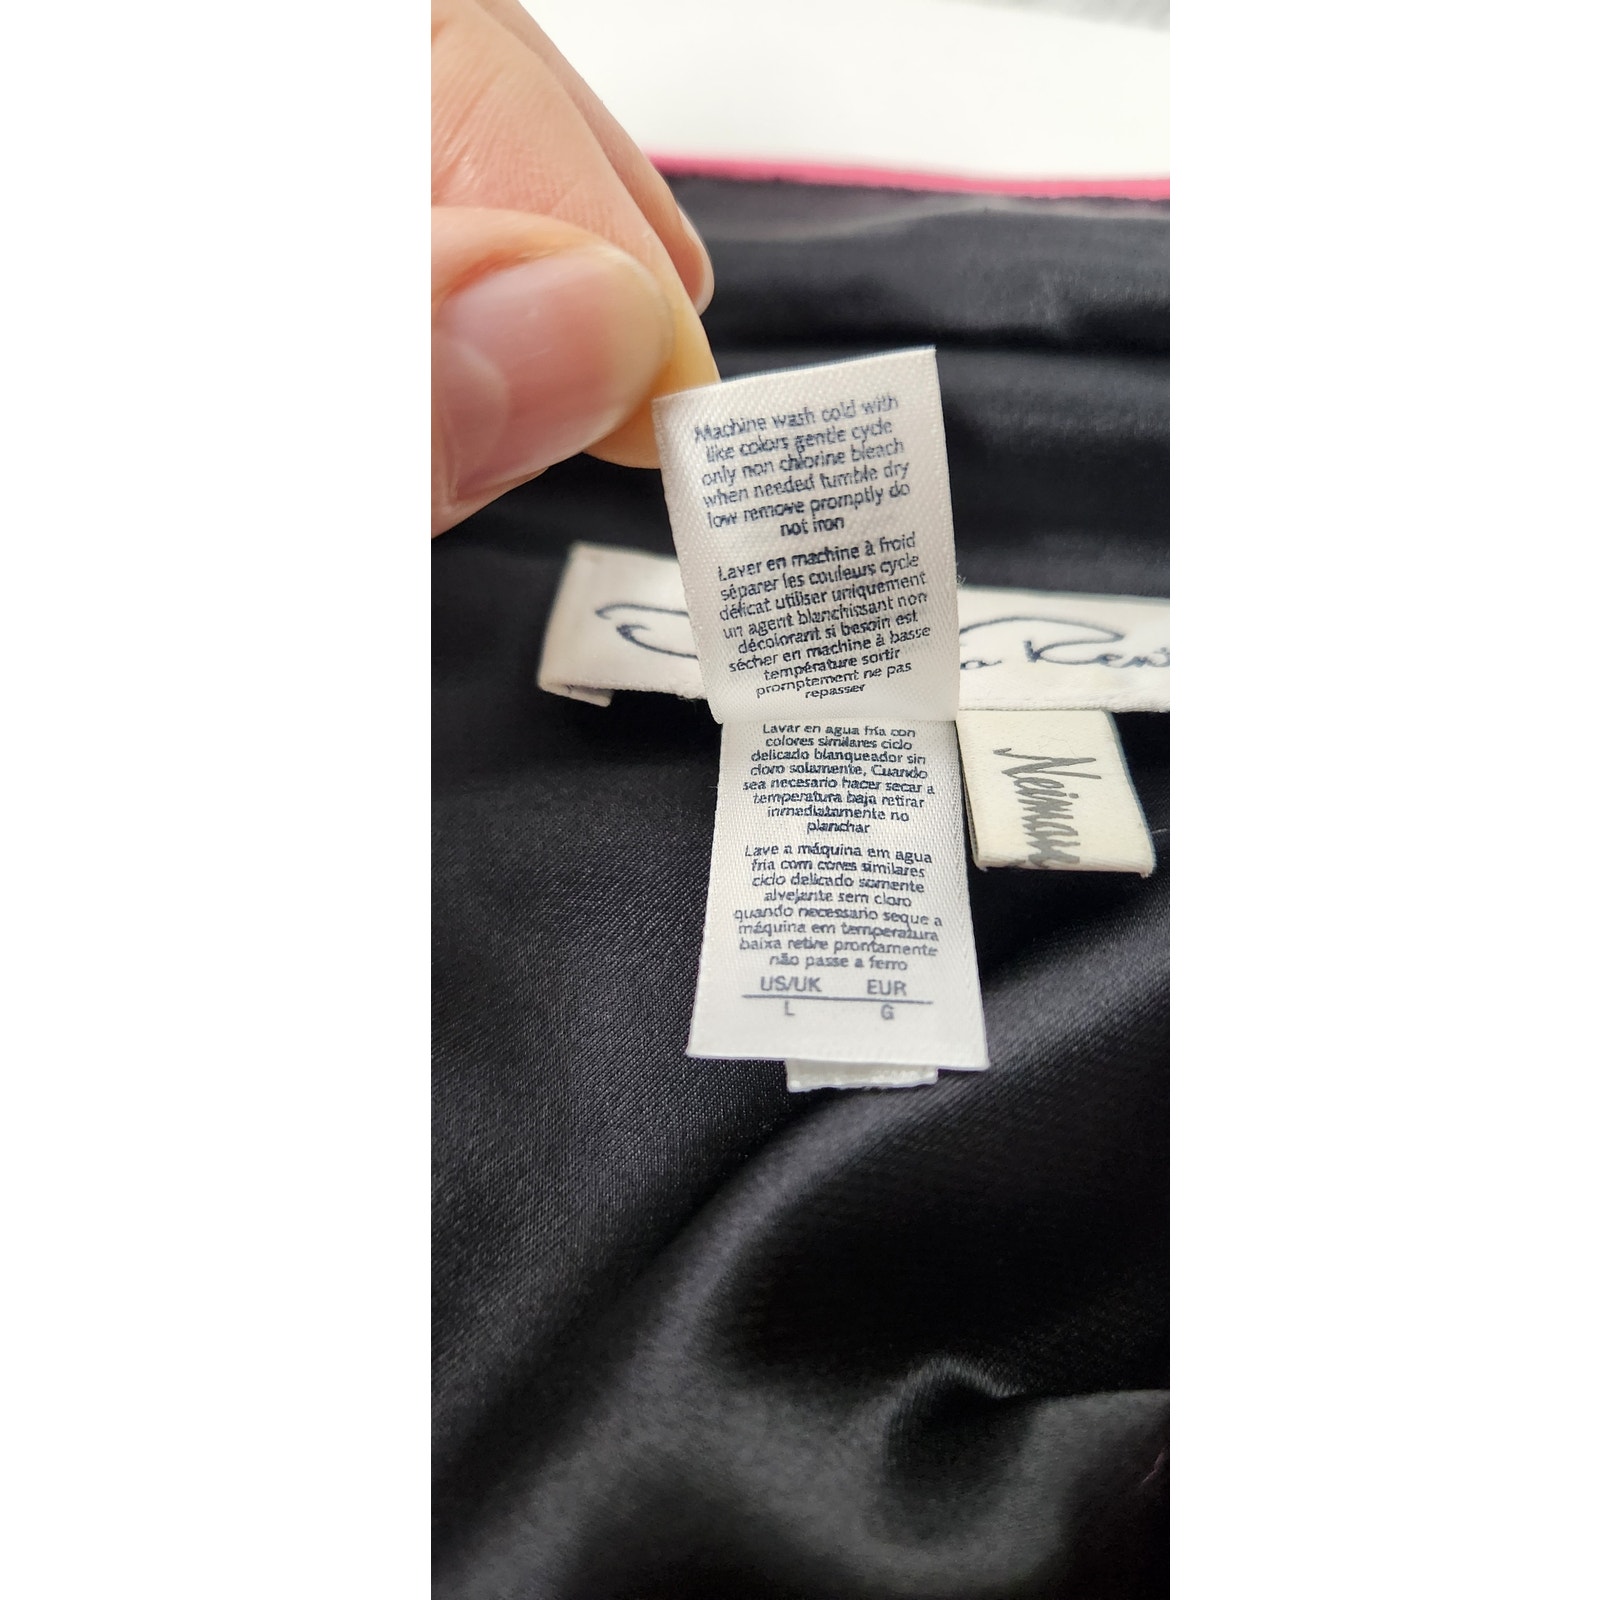 Machine wash cold with
like colors gentle cycle
only non chlorine bleach
when needed tumble dry
low remove promptly do
not iron
Laver en machine à froid
séparer les couleurs cycle
délicat utiliser uniquement
un agent blanchissant non
décolorant si besoin est
sécher en machine à basse
température sortir
promptement ne pas
repasser
Lavar en agua fría con
colores similares ciclo
delicado blanqueador sin
cloro solamente, Cuando
sea necesario hacer secar a
temperatura baja retirar
inmediatamente no
planchar
Lave a máquina em agua
fria com cores similares
ciclo delicado somente
alvejante sem cloro
quando necessario seque a
máquina em temperatura
baixa retire prontamente
não passe a ferro
US/UK EUR
L G
Neiman